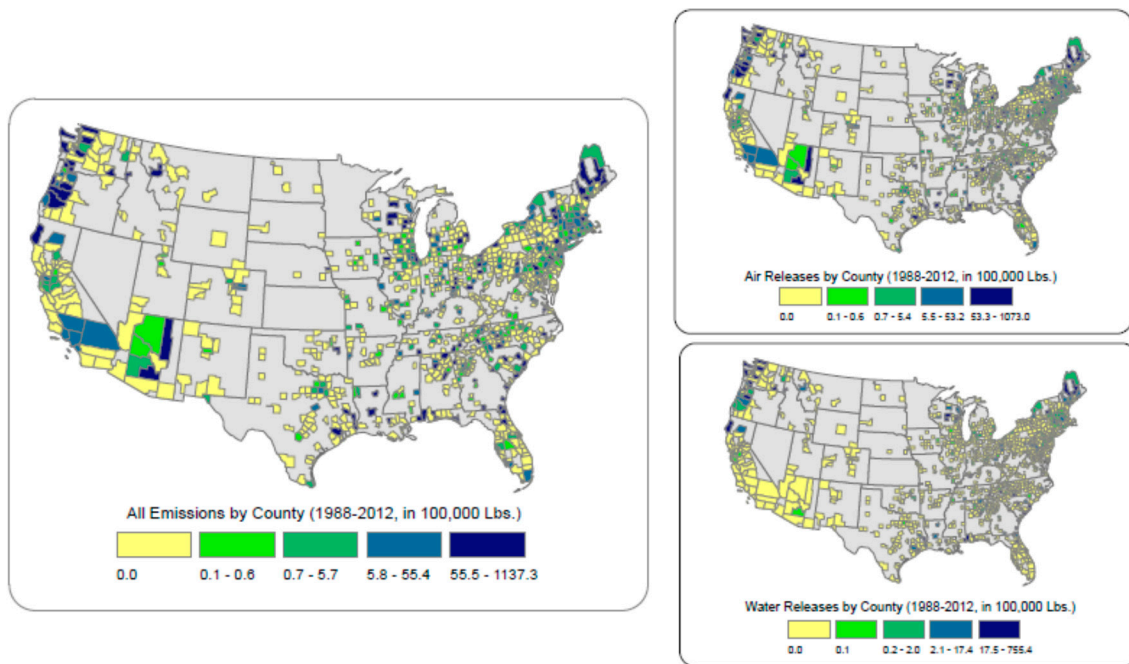 All Emissions by County (1988-2012, in 100,000 Lbs.)
0.0 0.1 - 0.6 0.7 - 5.7 5.8 - 55.4 55.5 - 1137.3
Air Releases by County (1988-2012, in 100,000 Lbs.)
0.0 0.1 - 0.6 0.7 - 5.4 5.5 - 53.2 53.3 - 1073.0
Water Releases by County (1988-2012, in 100,000 Lbs.)
0.0 0.1 0.2 - 2.0 2.1 - 17.4 17.5 - 755.4